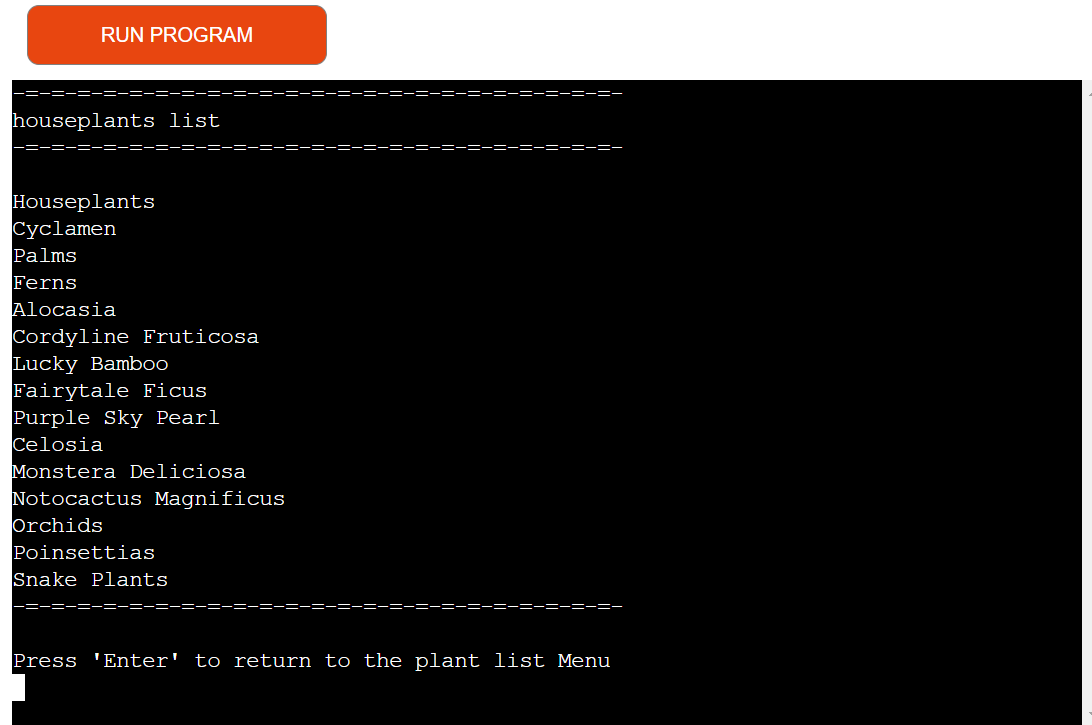 RUN PROGRAM
-=-=-=-=-=-=-=-=-=-=-=-=-=-=-=-=-=-=-=-=-=-=-=-
houseplants list
-=-=-=-=-=-=-=-=-=-=-=-=-=-=-=-=-=-=-=-=-=-=-=-
Houseplants
Cyclamen
Palms
Ferns
Alocasia
Cordyline Fruticosa
Lucky Bamboo
Fairytale Ficus
Purple Sky Pearl
Celosia
Monstera Deliciosa
Notocactus Magnificus
Orchids
Poinsettias
Snake Plants
-=-=-=-=-=-=-=-=-=-=-=-=-=-=-=-=-=-=-=-=-=-=-=-
Press 'Enter' to return to the plant list Menu